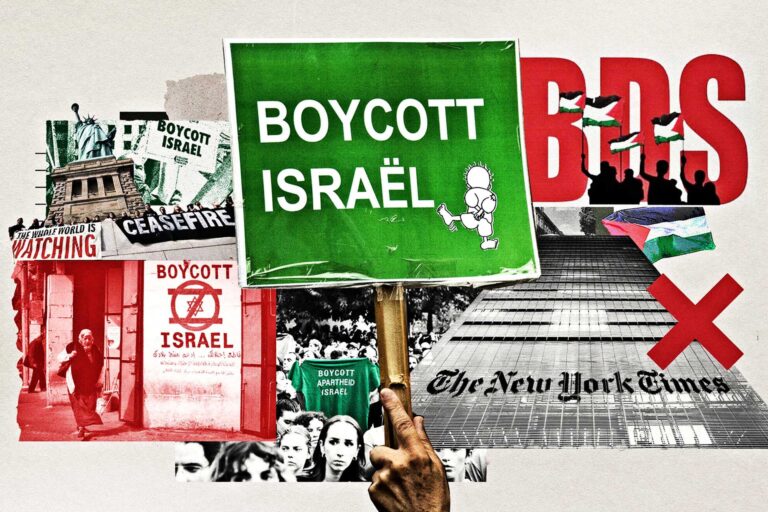 BOYCOTT
ISRAËL
BDS
BOYCOTT
ISRAEL
THE WHOLE WORLD IS
WATCHING
CEASEFIRE
BOYCOTT
ISRAEL
BOYCOTT
APARTHEID
ISRAEL
The New York Times